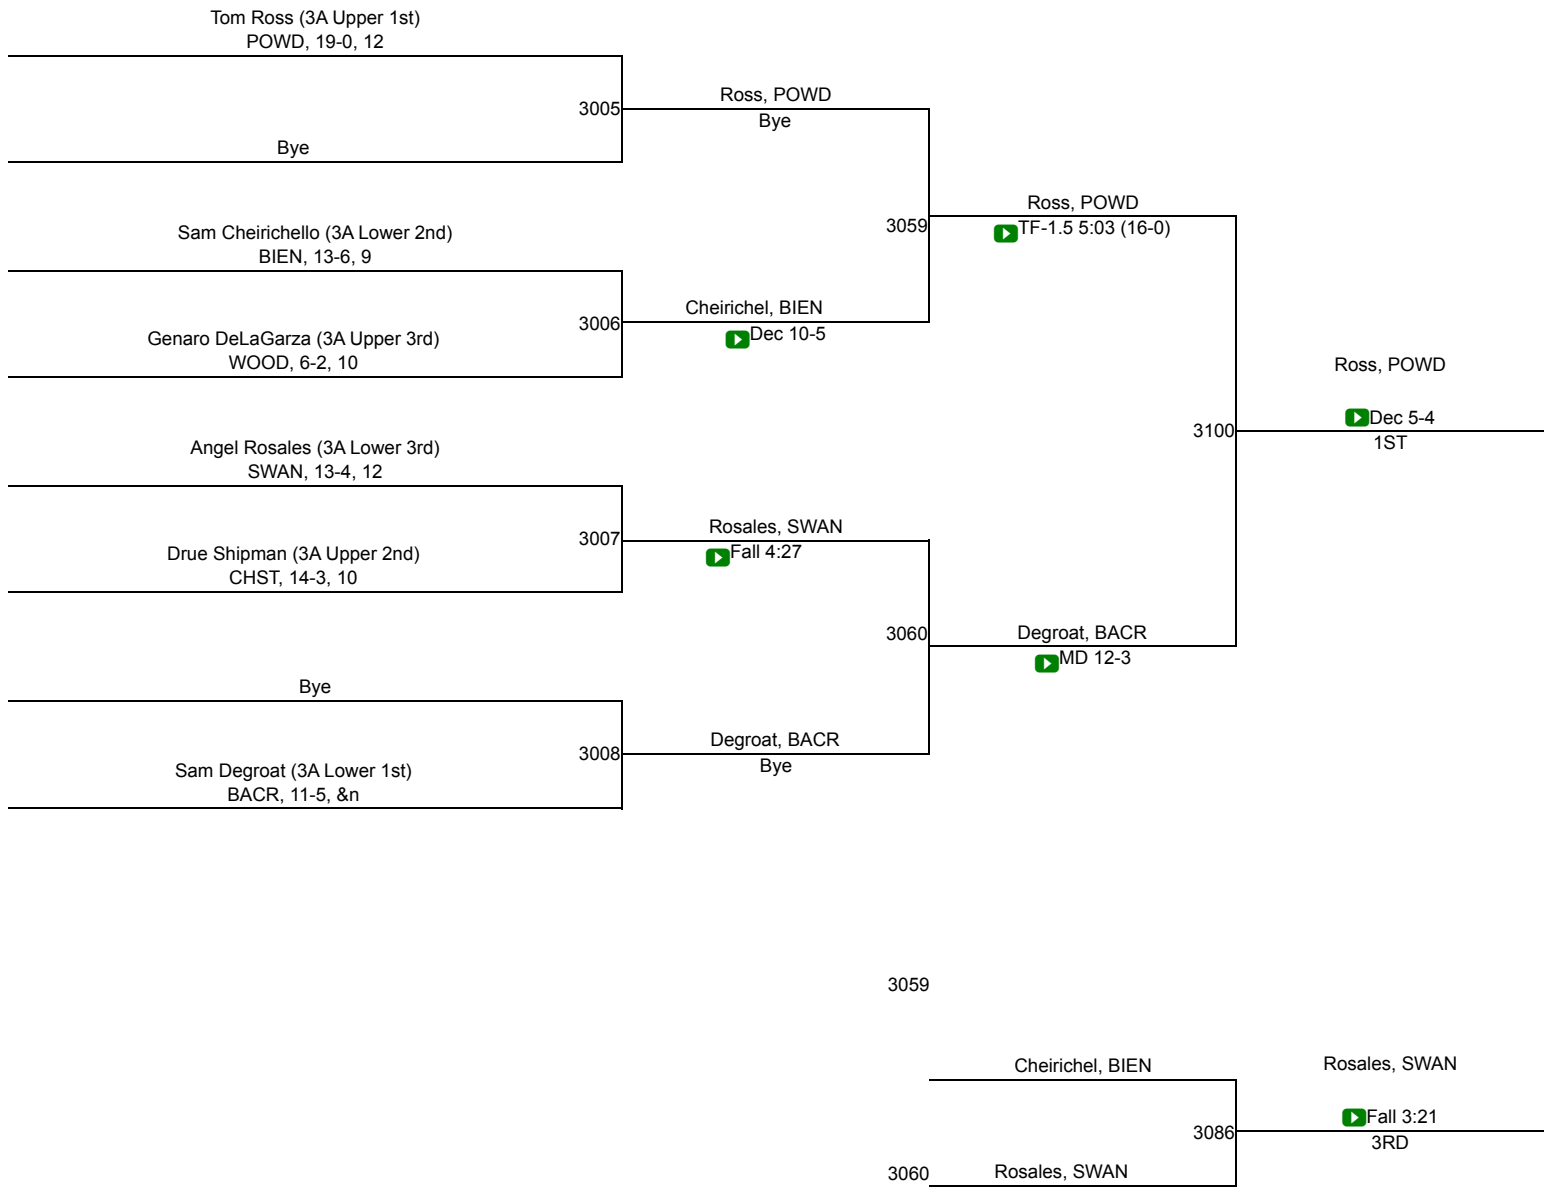 Tom Ross (3A Upper 1st)
POWD, 19-0, 12
3005
Bye
Ross, POWD
Bye
Sam Cheirichello (3A Lower 2nd)
BIEN, 13-6, 9
3006
Genaro DeLaGarza (3A Upper 3rd)
WOOD, 6-2, 10
Cheirichel, BIEN
Dec 10-5
3059
Ross, POWD
TF-1.5 5:03 (16-0)
Angel Rosales (3A Lower 3rd)
SWAN, 13-4, 12
3007
Drue Shipman (3A Upper 2nd)
CHST, 14-3, 10
Rosales, SWAN
Fall 4:27
3060
Bye
3008
Sam Degroat (3A Lower 1st)
BACR, 11-5, &n
Degroat, BACR
Bye
Degroat, BACR
MD 12-3
3100
Ross, POWD
Dec 5-4
1ST
3059
Cheirichel, BIEN
3086
3060
Rosales, SWAN
Rosales, SWAN
Fall 3:21
3RD